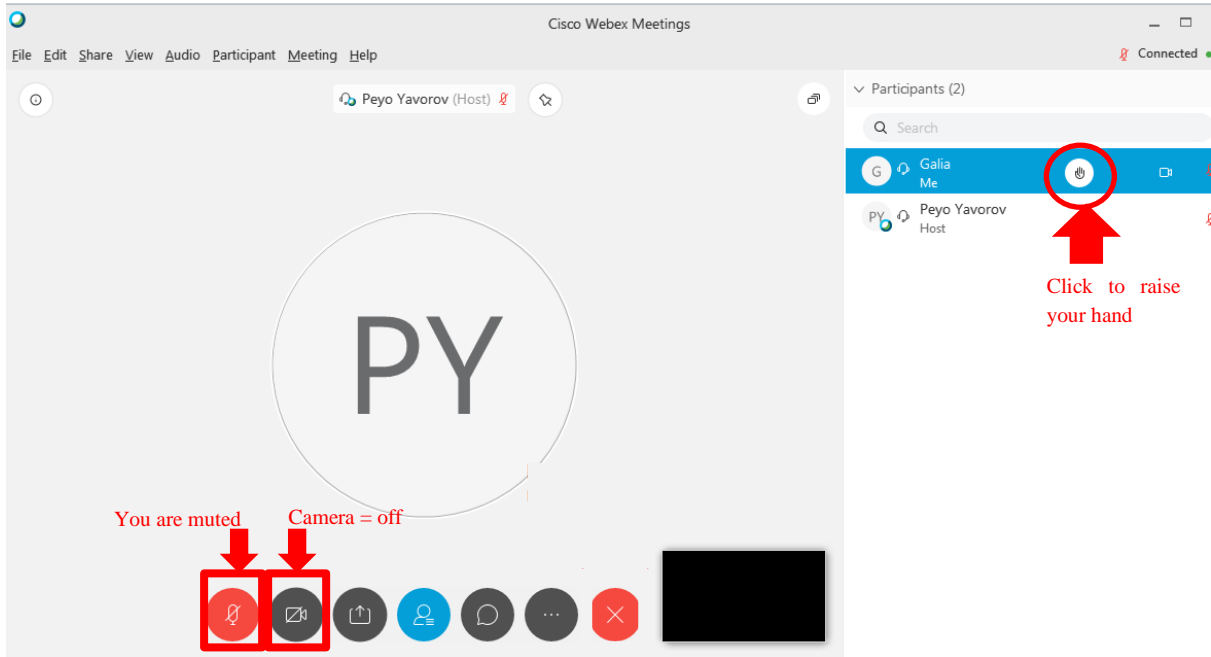 Cisco Webex Meetings
File Edit Share View Audio Participant Meeting Help
Connected
Peyo Yavorov (Host)
Participants (2)
Search
G
Galia
Me
PY
Peyo Yavorov
Host
Click to raise
your hand
PY
You are muted
Camera = off